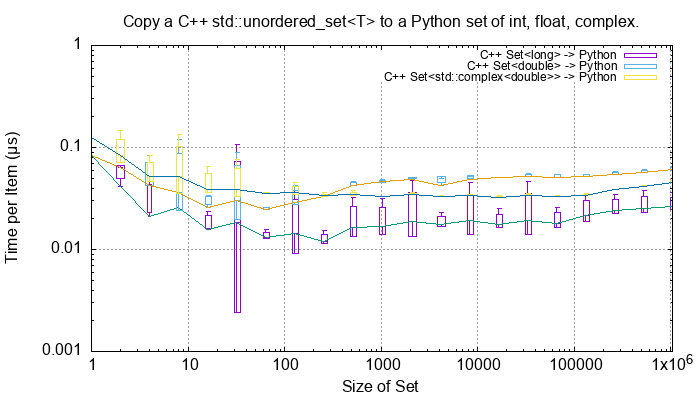 Copy a C++ std::unordered_set<T> to a Python set of int, float, complex.
C++ Set<long> -> Python
C++ Set<double> -> Python
C++ Set<std::complex<double>> -> Python
Time per Item (µs)
1
0.1
0.01
0.001
1 10 100 1000 10000 100000 1x10⁶
Size of Set